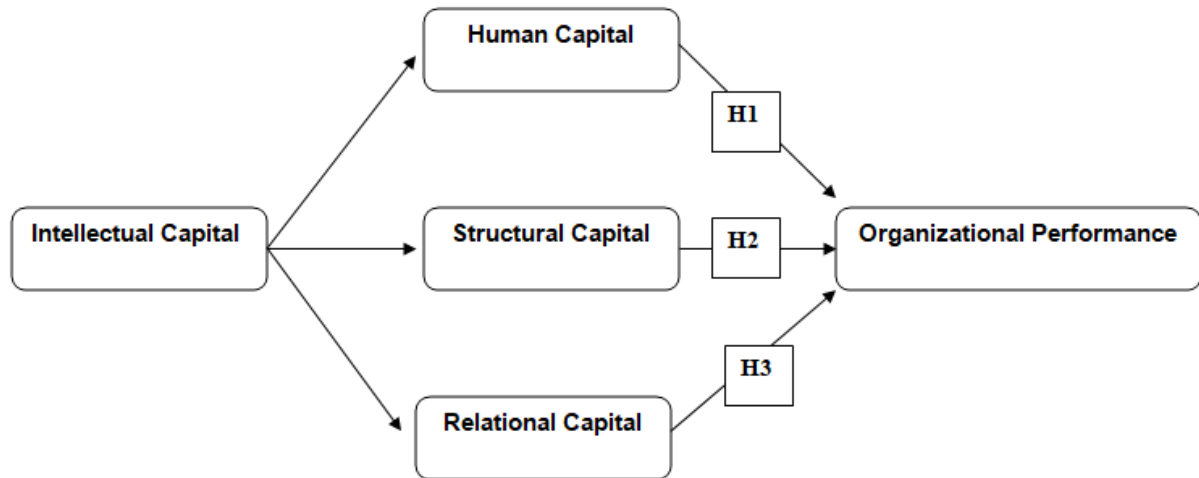 Human Capital
H1
Intellectual Capital
Structural Capital
H2
Organizational Performance
H3
Relational Capital